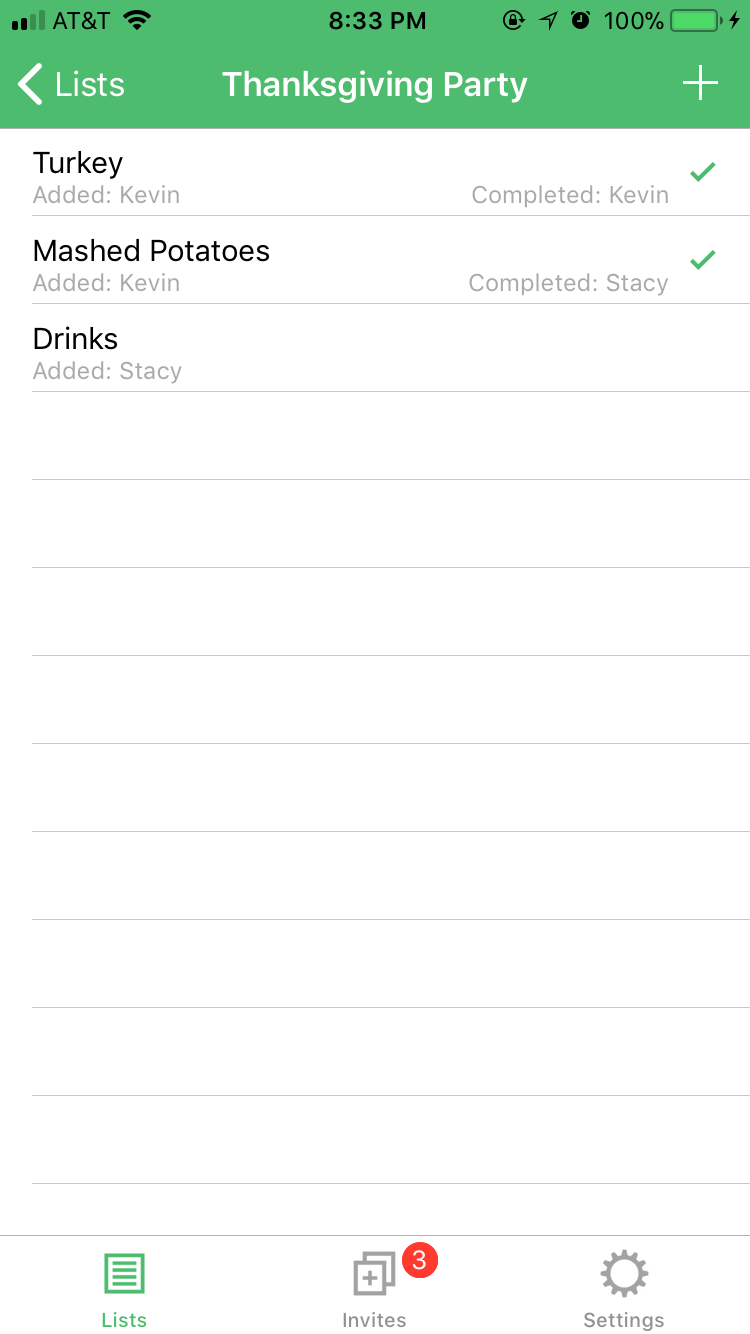 AT&T 8:33 PM 100%
Lists Thanksgiving Party
Turkey
Added: Kevin Completed: Kevin
Mashed Potatoes
Added: Kevin Completed: Stacy
Drinks
Added: Stacy
3
Lists Invites Settings